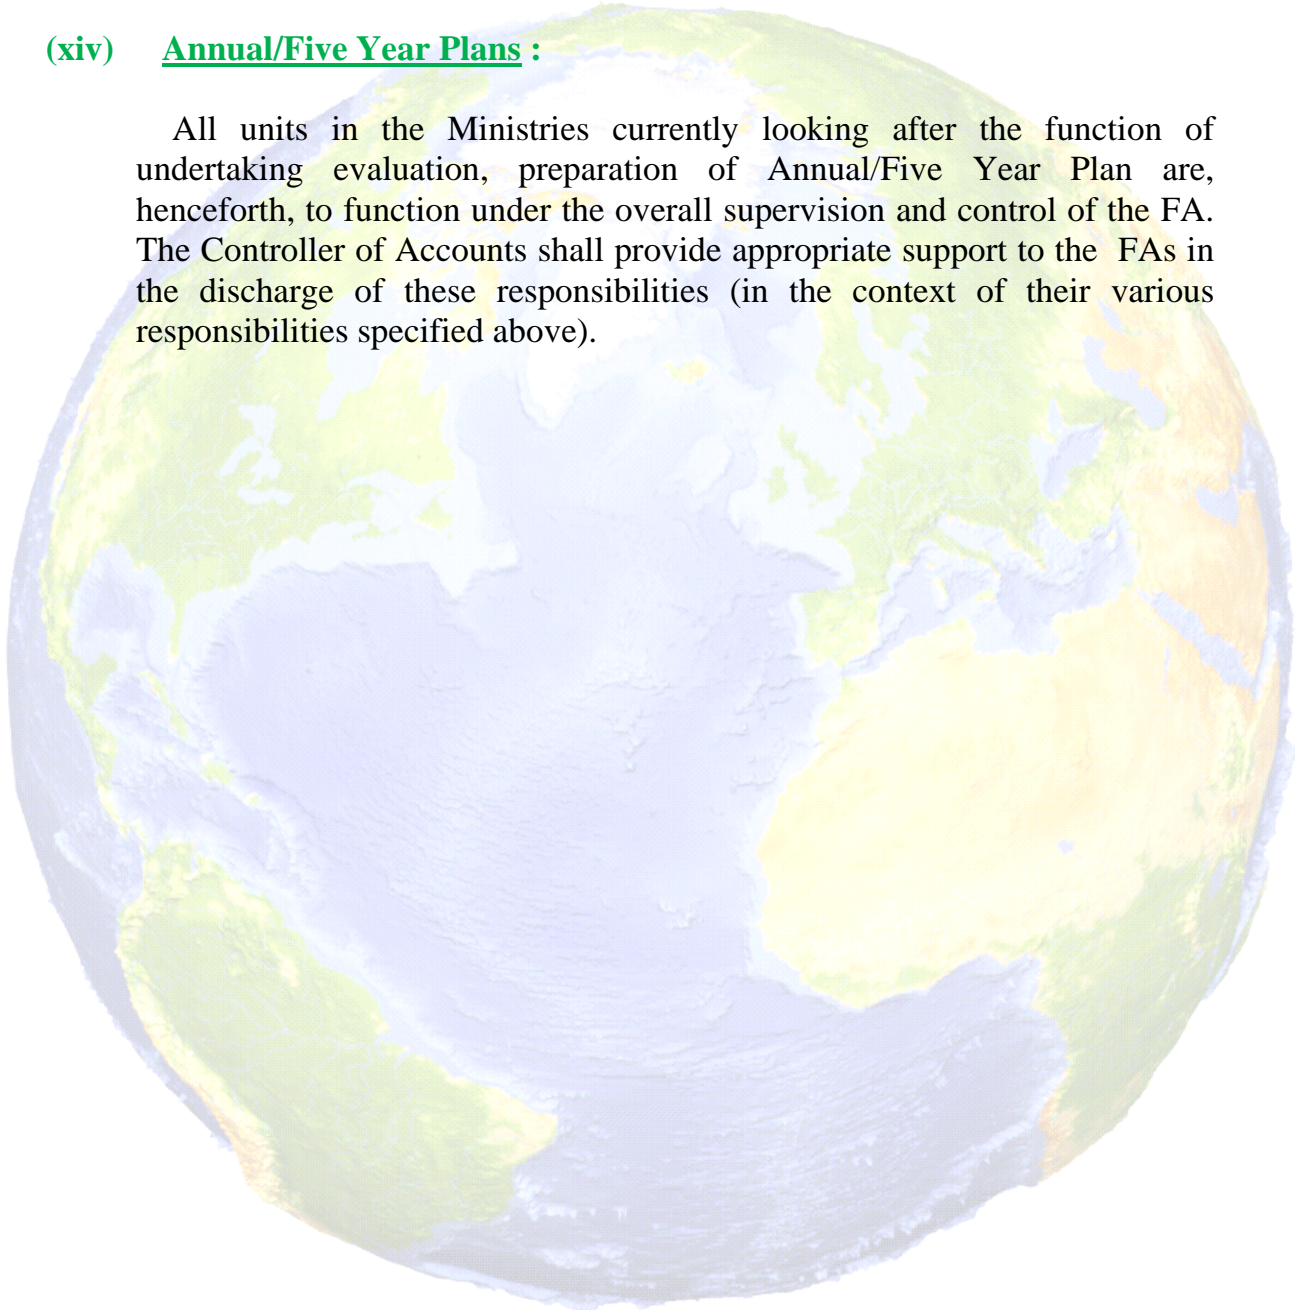 (xiv) Annual/Five Year Plans :
All units in the Ministries currently looking after the function of
undertaking evaluation, preparation of Annual/Five Year Plan are,
henceforth, to function under the overall supervision and control of the FA.
The Controller of Accounts shall provide appropriate support to the FAs in
the discharge of these responsibilities (in the context of their various
responsibilities specified above).